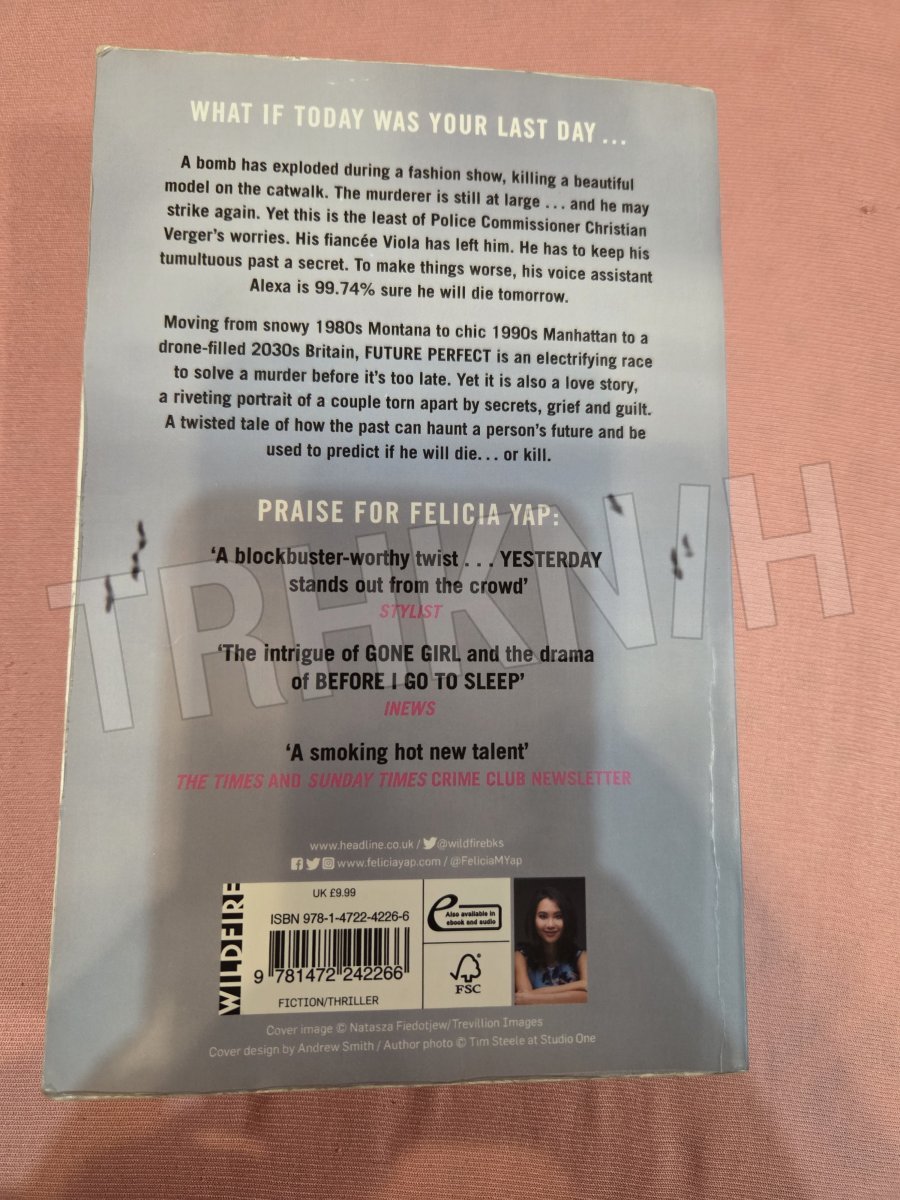 WHAT IF TODAY WAS YOUR LAST DAY ...
A bomb has exploded during a fashion show, killing a beautiful
model on the catwalk. The murderer is still at large ... and he may
strike again. Yet this is the least of Police Commissioner Christian
Verger's worries. His fiancée Viola has left him. He has to keep his
tumultuous past a secret. To make things worse, his voice assistant
Alexa is 99.74% sure he will die tomorrow.
Moving from snowy 1980s Montana to chic 1990s Manhattan to a
drone-filled 2030s Britain, FUTURE PERFECT is an electrifying race
to solve a murder before it's too late. Yet it is also a love story,
a riveting portrait of a couple torn apart by secrets, grief and guilt.
A twisted tale of how the past can haunt a person's future and be
used to predict if he will die... or kill.
PRAISE FOR FELICIA YAP:
'A blockbuster-worthy twist ... YESTERDAY
stands out from the crowd'
STYLIST
'The intrigue of GONE GIRL and the drama
of BEFORE I GO TO SLEEP'
INEWS
'A smoking hot new talent'
THE TIMES AND SUNDAY TIMES CRIME CLUB NEWSLETTER
TRHKNIH
www.headline.co.uk / @wildfirebks
www.feliciayap.com / @FeliciaMYap
WILDFIRE
UK £9.99
ISBN 978-1-4722-4226-6
9 781472 242266
FICTION/THRILLER
e
Also available in
ebook and audio
FSC
Cover image © Natasza Fiedotjew/Trevillion Images
Cover design by Andrew Smith / Author photo © Tim Steele at Studio One